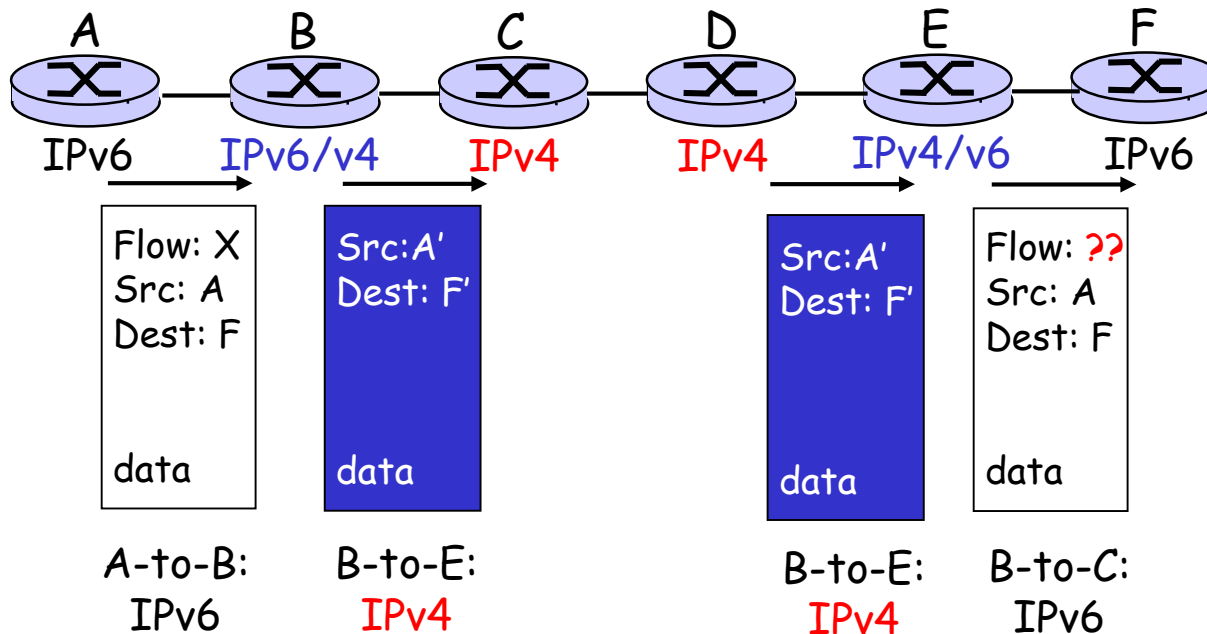 A B C D E F
IPv6 IPv6/v4 IPv4 IPv4 IPv4/v6 IPv6
Flow: X
Src: A
Dest: F
data
Src:A'
Dest: F'
data
Src:A'
Dest: F'
data
Flow: ??
Src: A
Dest: F
data
A-to-B:
IPv6
B-to-E:
IPv4
B-to-E:
IPv4
B-to-C:
IPv6